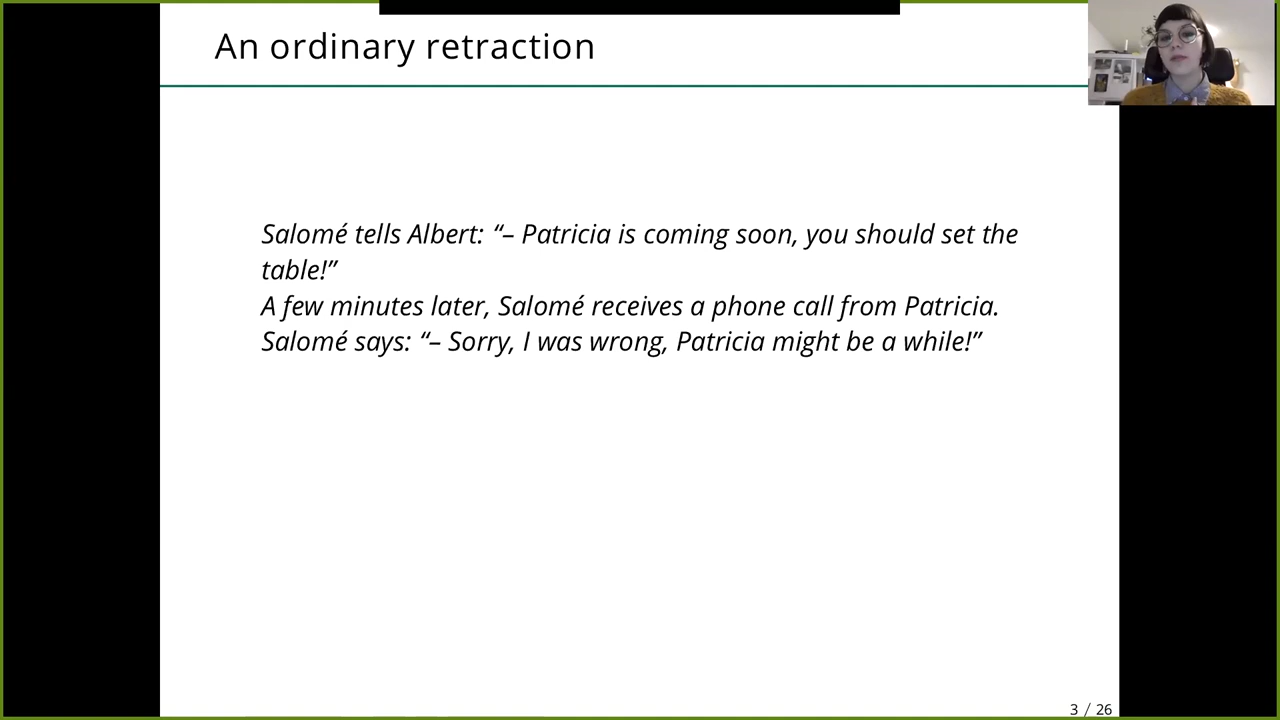 An ordinary retraction
Salomé tells Albert: “– Patricia is coming soon, you should set the
table!”
A few minutes later, Salomé receives a phone call from Patricia.
Salomé says: “– Sorry, I was wrong, Patricia might be a while!”
3 / 26